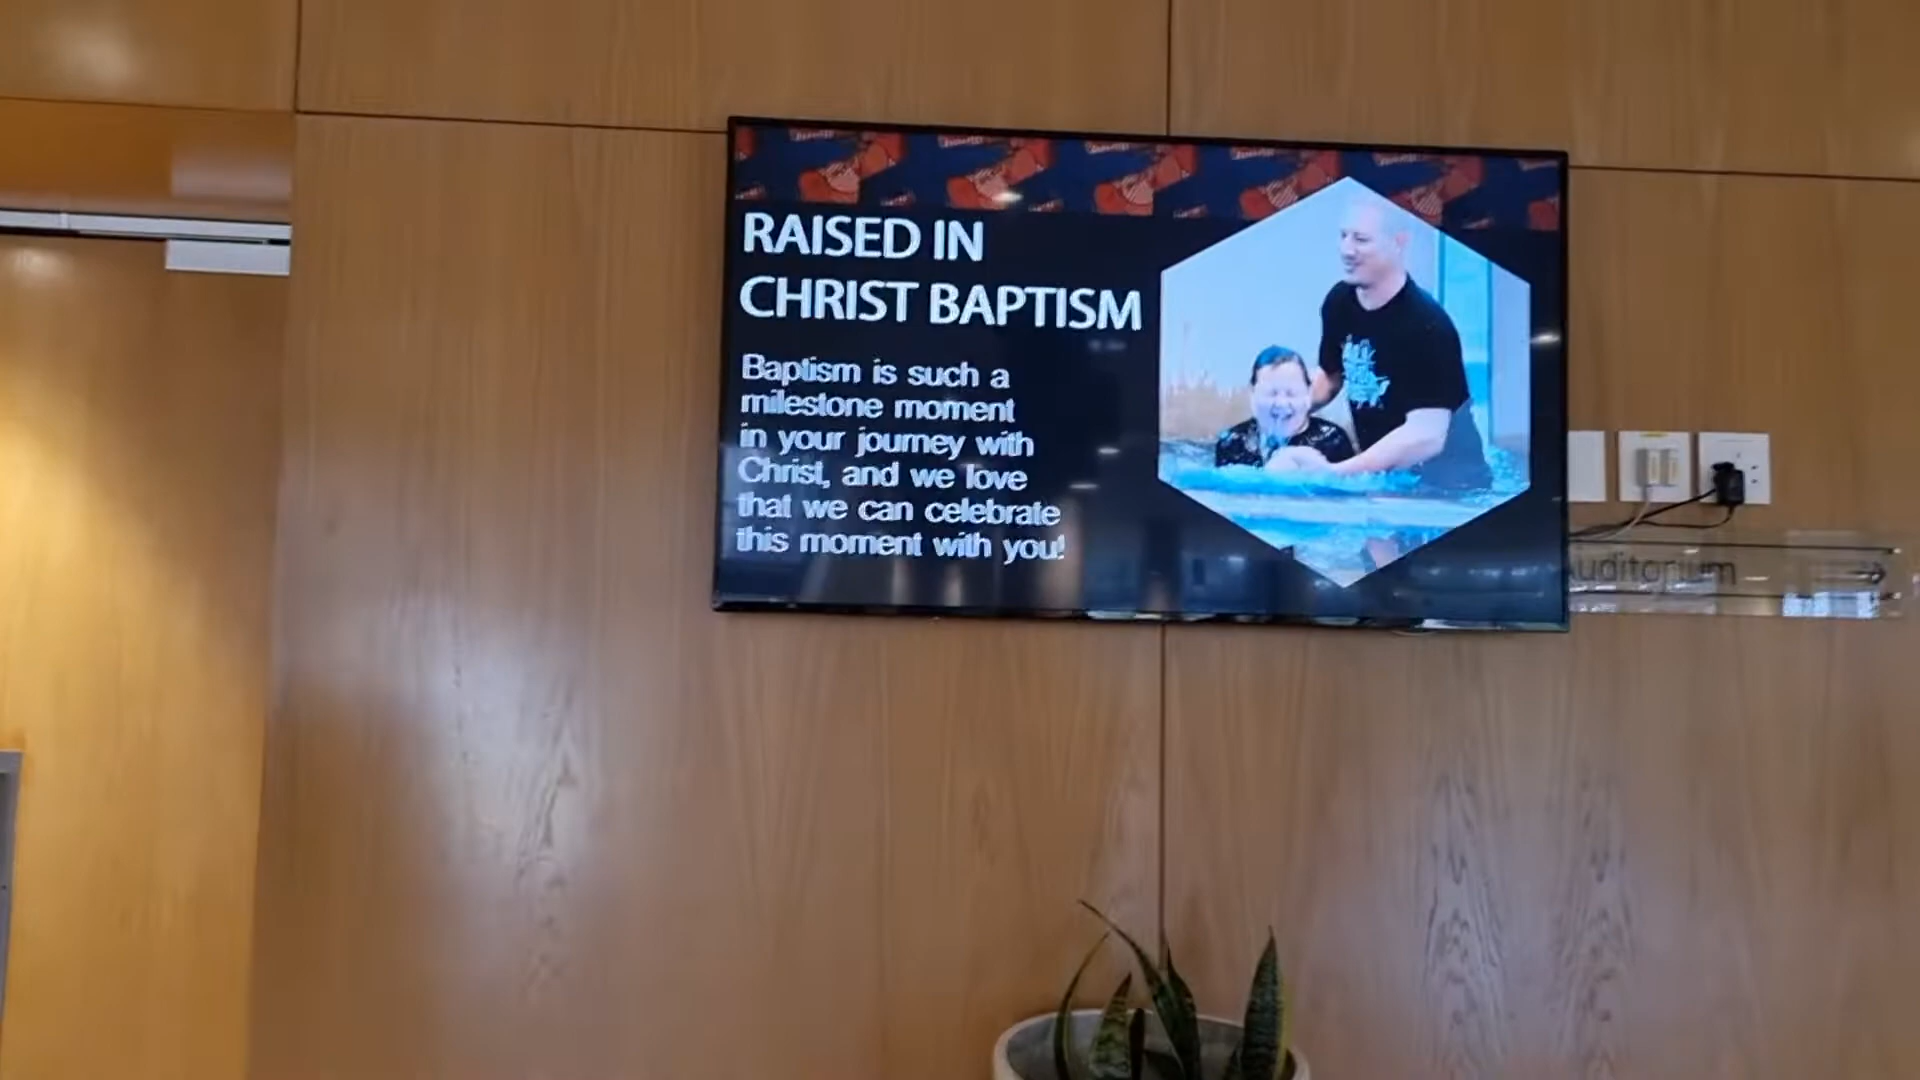 RAISED IN
CHRIST BAPTISM
Baptism is such a
milestone moment
in your journey with
Christ, and we love
that we can celebrate
this moment with you!
Auditorium